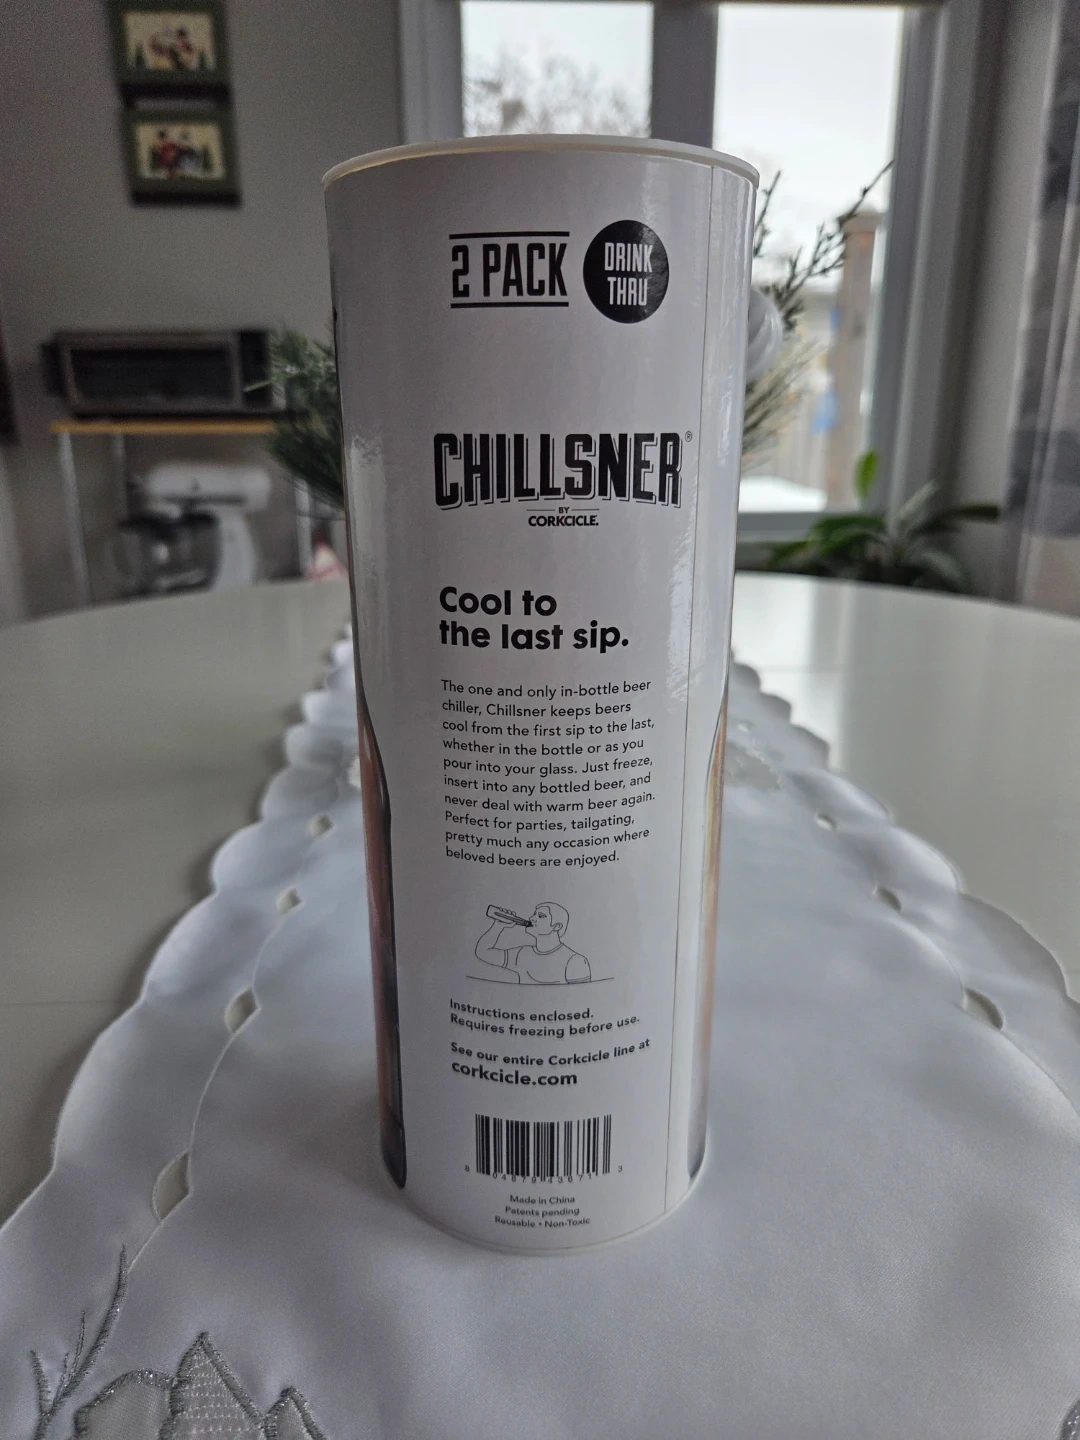 2 PACK
DRINK
THRU
CHILLSNER®
BY
CORKCICLE.
Cool to
the last sip.
The one and only in-bottle beer
chiller, Chillsner keeps beers
cool from the first sip to the last,
whether in the bottle or as you
pour into your glass. Just freeze,
insert into any bottled beer, and
never deal with warm beer again.
Perfect for parties, tailgating,
pretty much any occasion where
beloved beers are enjoyed.
Instructions enclosed.
Requires freezing before use.
See our entire Corkcicle line at
corkcicle.com
Made in China
Patents pending
Reusable • Non-Toxic